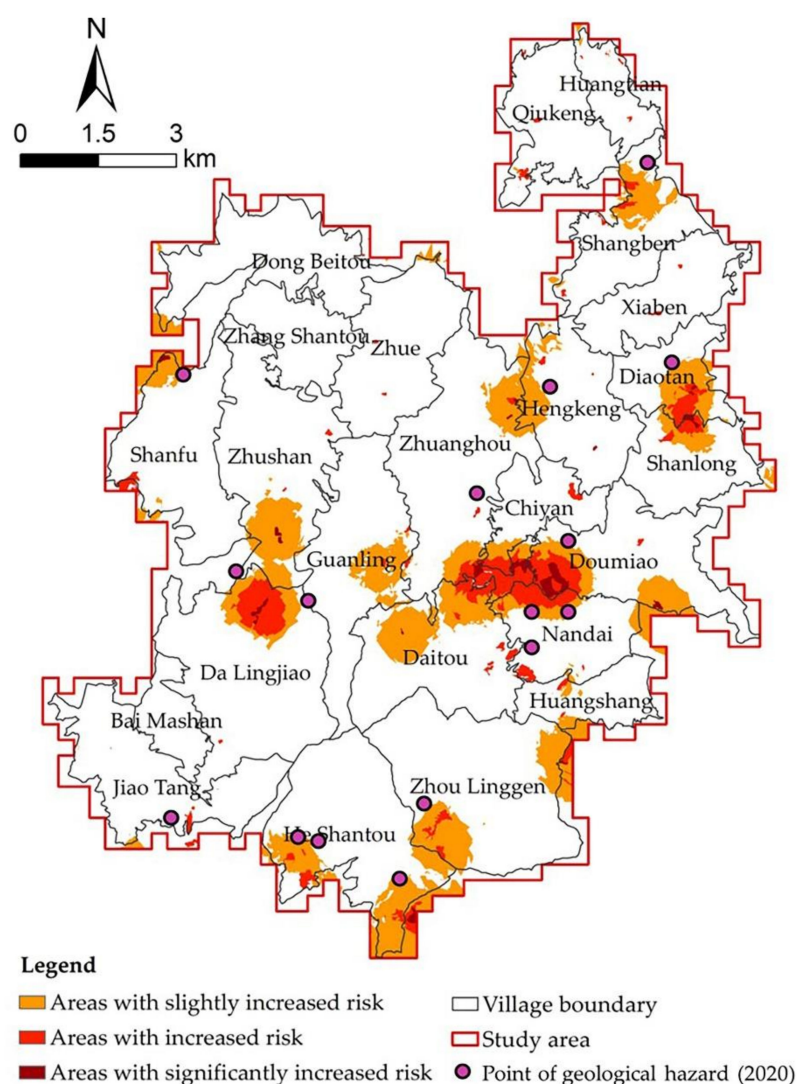 N
0 1.5 3
km
Huangtian
Qiukeng
Shangben
Dong Beitou
Xiaben
Zhang Shantou
Zhue
Diaotan
Hengkeng
Zhuanghou
Shanfu
Zhushan
Shanlong
Chiyan
Guanling
Doumiao
Nandai
Daitou
Da Lingjiao
Huangshang
Bai Mashan
Jiao Tang
Zhou Linggen
He Shantou
Legend
Areas with slightly increased risk
Village boundary
Areas with increased risk
Study area
Areas with significantly increased risk
Point of geological hazard (2020)